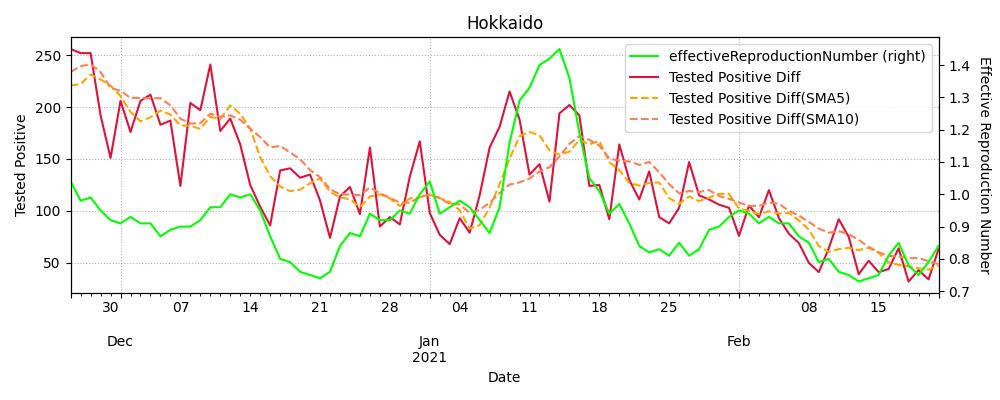 Hokkaido
effectiveReproductionNumber (right)
Tested Positive Diff
Tested Positive Diff(SMA5)
Tested Positive Diff(SMA10)
Tested Positive
250
200
150
100
50
1.4
1.3
1.2
1.1
1.0
0.9
0.8
0.7
Effective Reproduction Number
30 07 14 21 28 04 11 18 25 08 15
Dec Jan Feb
2021
Date